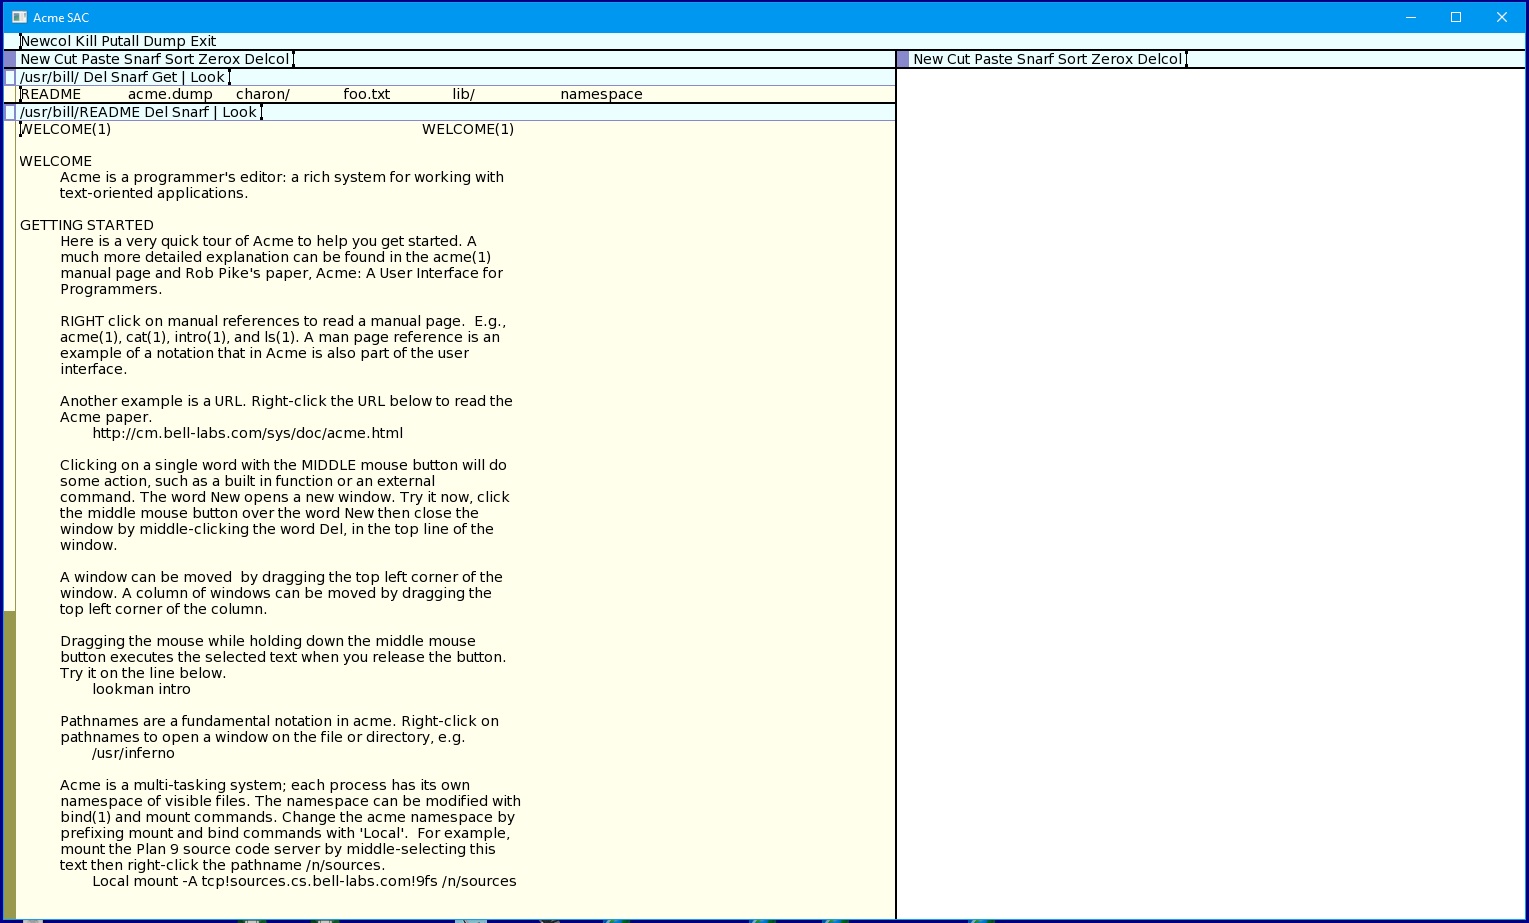 Acme SAC
Newcol Kill Putall Dump Exit
New Cut Paste Snarf Sort Zerox Delcol
New Cut Paste Snarf Sort Zerox Delcol
/usr/bill/ Del Snarf Get | Look
README acme.dump charon/ foo.txt lib/ namespace
/usr/bill/README Del Snarf | Look
WELCOME(1) WELCOME(1)
WELCOME
Acme is a programmer's editor: a rich system for working with
text-oriented applications.
GETTING STARTED
Here is a very quick tour of Acme to help you get started. A
much more detailed explanation can be found in the acme(1)
manual page and Rob Pike's paper, Acme: A User Interface for
Programmers.
RIGHT click on manual references to read a manual page.  E.g.,
acme(1), cat(1), intro(1), and ls(1). A man page reference is an
example of a notation that in Acme is also part of the user
interface.
Another example is a URL. Right-click the URL below to read the
Acme paper.
http://cm.bell-labs.com/sys/doc/acme.html
Clicking on a single word with the MIDDLE mouse button will do
some action, such as a built in function or an external
command. The word New opens a new window. Try it now, click
the middle mouse button over the word New then close the
window by middle-clicking the word Del, in the top line of the
window.
A window can be moved  by dragging the top left corner of the
window. A column of windows can be moved by dragging the
top left corner of the column.
Dragging the mouse while holding down the middle mouse
button executes the selected text when you release the button.
Try it on the line below.
lookman intro
Pathnames are a fundamental notation in acme. Right-click on
pathnames to open a window on the file or directory, e.g.
/usr/inferno
Acme is a multi-tasking system; each process has its own
namespace of visible files. The namespace can be modified with
bind(1) and mount commands. Change the acme namespace by
prefixing mount and bind commands with 'Local'.  For example,
mount the Plan 9 source code server by middle-selecting this
text then right-click the pathname /n/sources.
Local mount -A tcp!sources.cs.bell-labs.com!9fs /n/sources